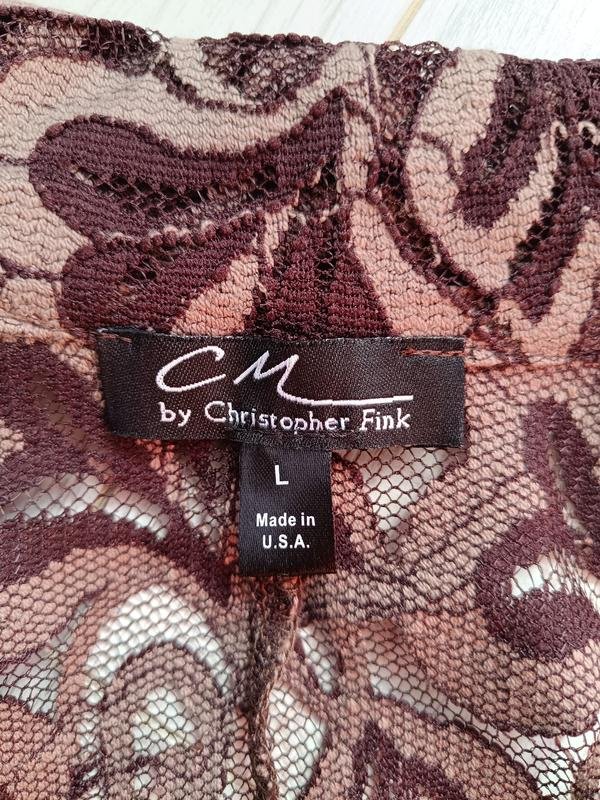 CM
by Christopher Fink
L
Made in
U.S.A.